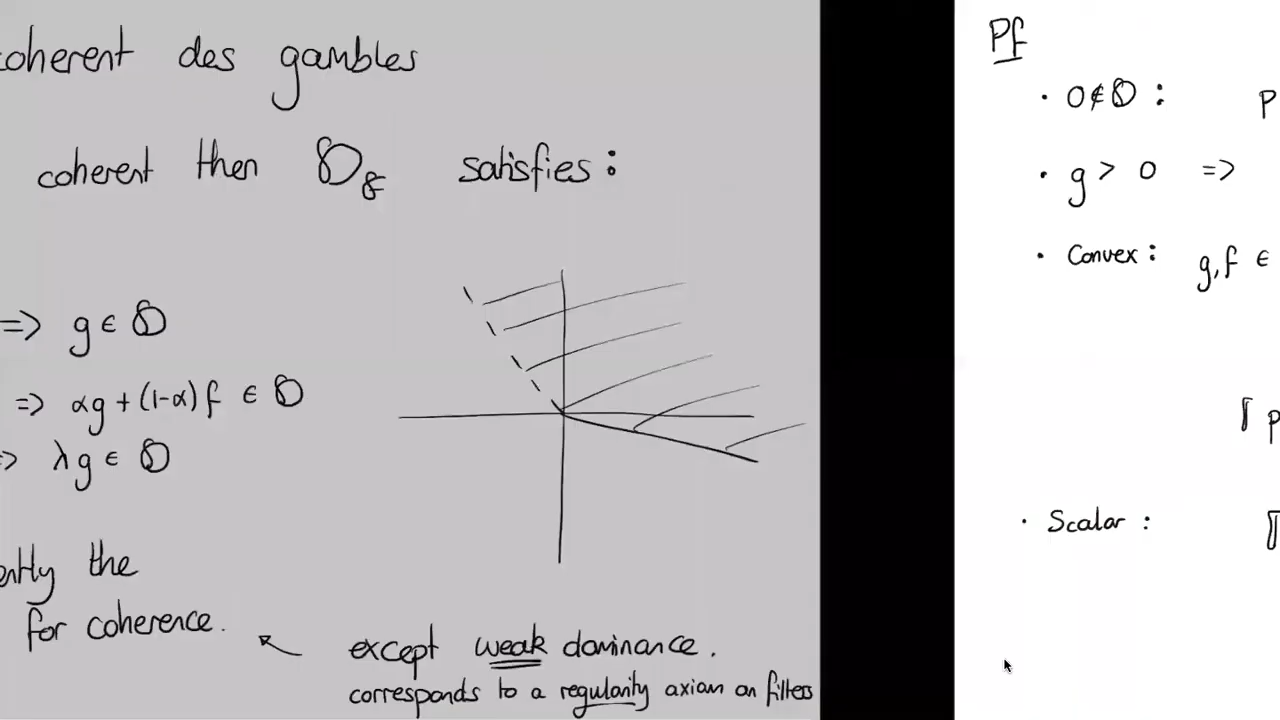 coherent des gambles
coherent then 𝔻 satisfies:
=> g ∈ 𝔻
=> αg + (1-α) f ∈ 𝔻
=> λg ∈ 𝔻
ently the
for coherence.
except weak dominance.
corresponds to a regularity axiom on filters
Pf
· 0 ∉ 𝔻 : P
· g > 0 =>
· Convex : g, f ∈
p
· Scalar :